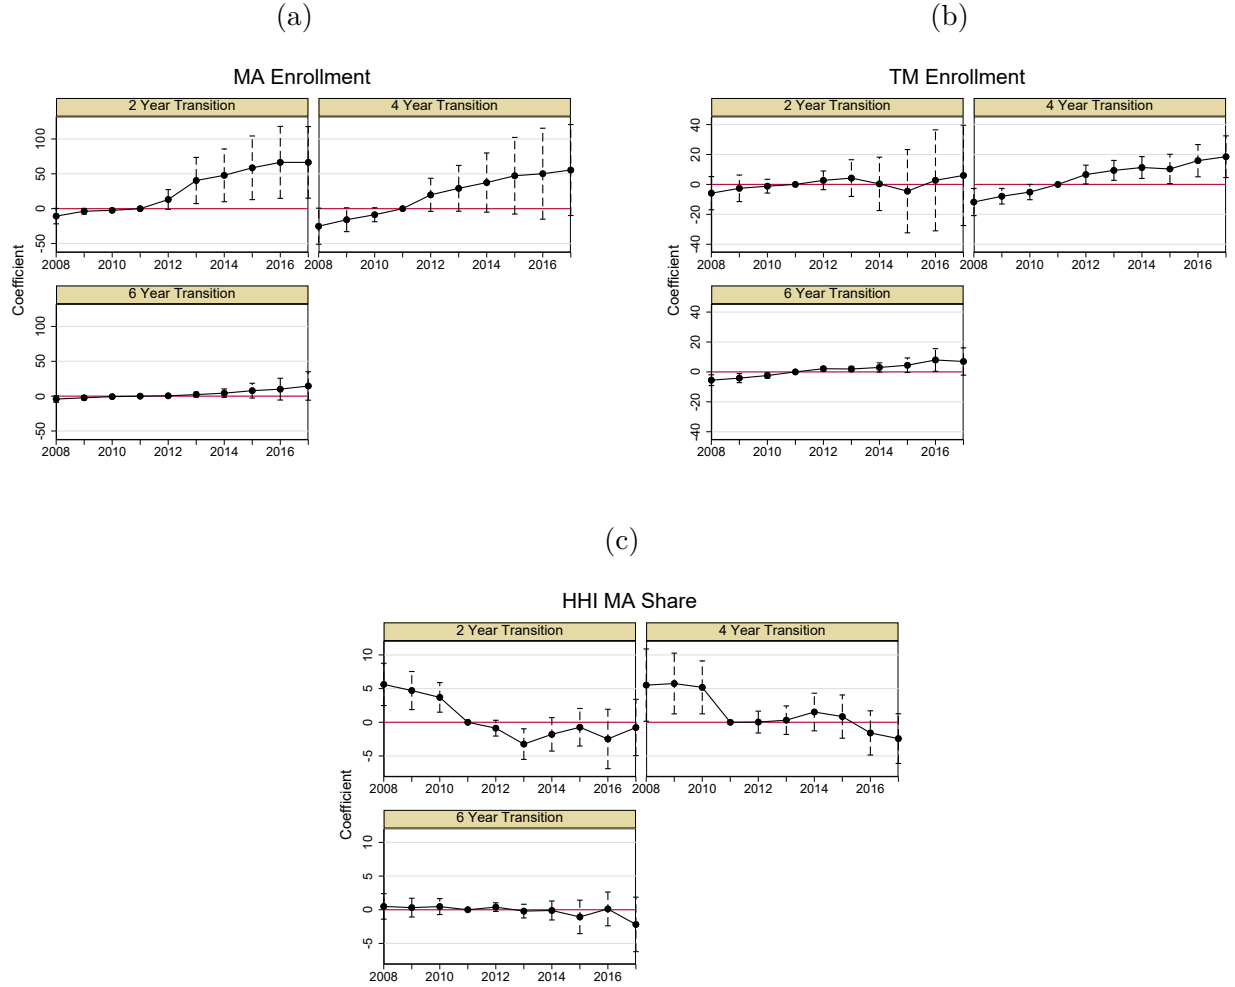 (a)
MA Enrollment
2 Year Transition
4 Year Transition
100
50
0
-50
2008 2010 2012 2014 2016 2008 2010 2012 2014 2016
6 Year Transition
100
50
0
-50
2008 2010 2012 2014 2016
Coefficient
(b)
TM Enrollment
2 Year Transition
4 Year Transition
40
20
0
-20
-40
2008 2010 2012 2014 2016 2008 2010 2012 2014 2016
6 Year Transition
40
20
0
-20
-40
2008 2010 2012 2014 2016
Coefficient
(c)
HHI MA Share
2 Year Transition
4 Year Transition
10
5
0
-5
2008 2010 2012 2014 2016 2008 2010 2012 2014 2016
6 Year Transition
10
5
0
-5
2008 2010 2012 2014 2016
Coefficient